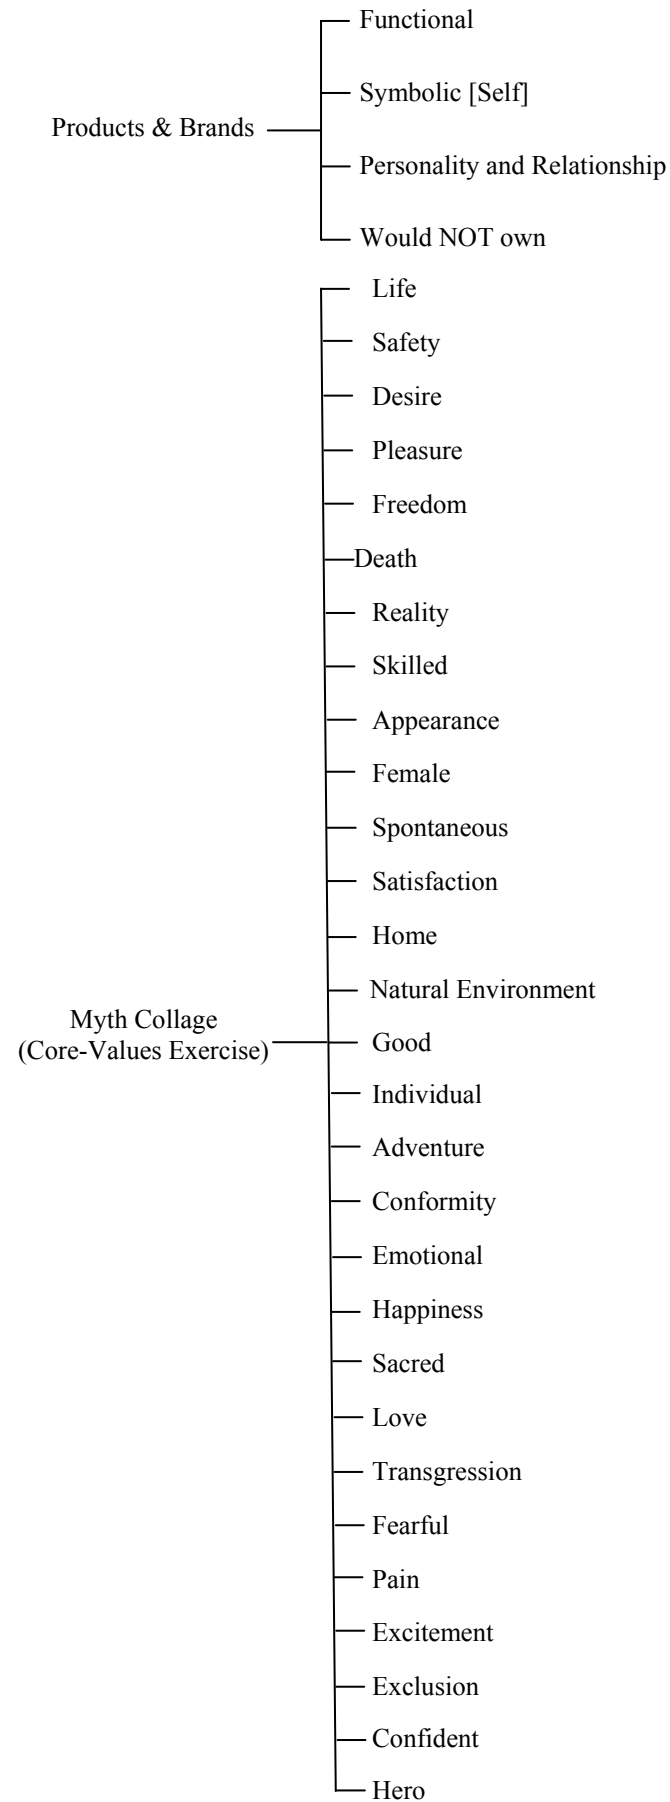 Functional
Symbolic [Self]
Products & Brands
Personality and Relationship
Would NOT own
Life
Safety
Desire
Pleasure
Freedom
Death
Reality
Skilled
Appearance
Female
Spontaneous
Satisfaction
Home
Natural Environment
Myth Collage
(Core-Values Exercise)
Good
Individual
Adventure
Conformity
Emotional
Happiness
Sacred
Love
Transgression
Fearful
Pain
Excitement
Exclusion
Confident
Hero